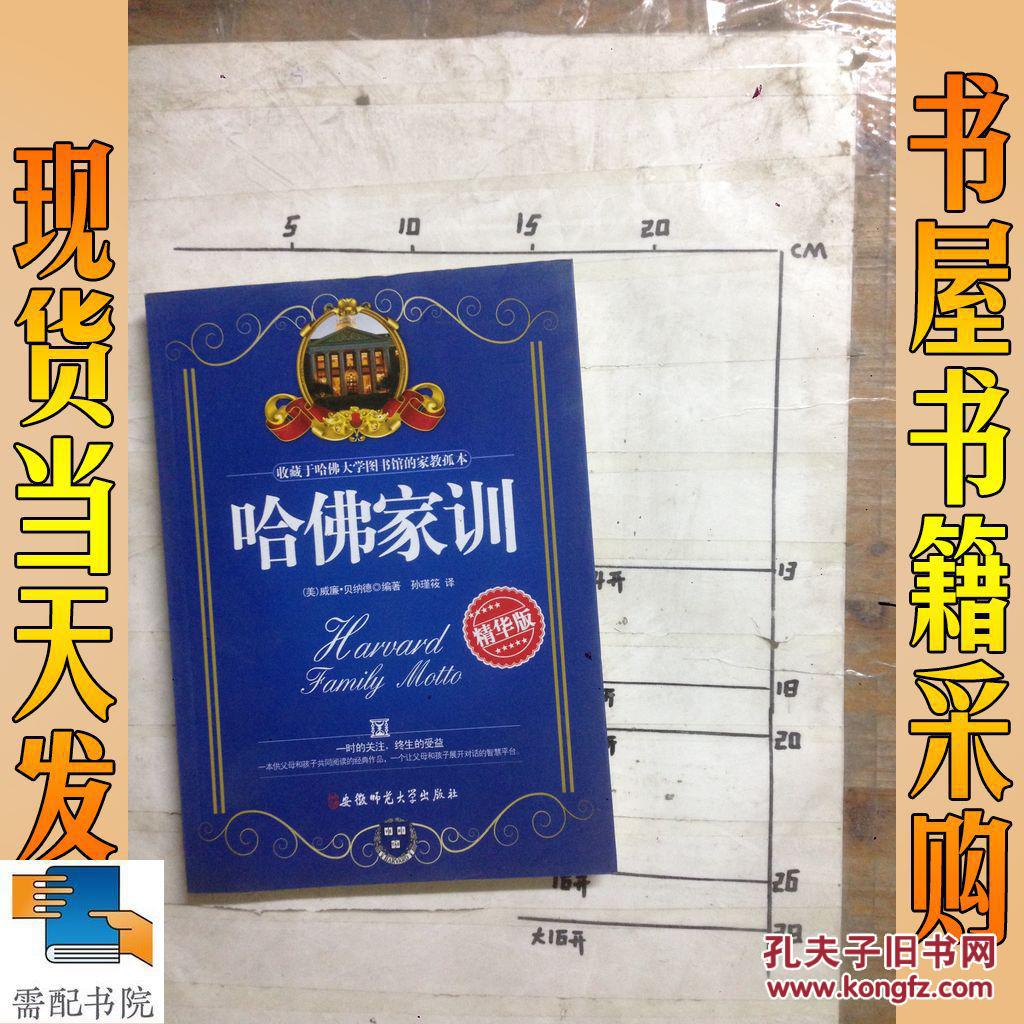 现货当天发
书屋书籍采购
5 10 15 20 CM
收藏于哈佛大学图书馆的家教孤本
哈佛家训
(美)威廉·贝纳德◎编著 孙瑾筱 译
精华版
Harvard
Family Motto
一时的关注，终生的受益
一本供父母和孩子共同阅读的经典作品，一个让父母和孩子展开对话的智慧平台。
安徽师范大学出版社
HARVARD
开 13
18
20
16开 26
大16开
需配书院
孔夫子旧书网
www.kongfz.com